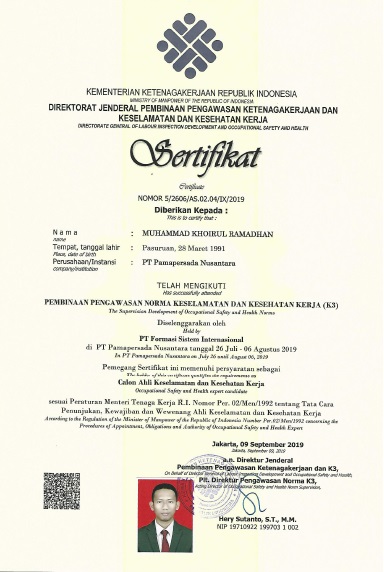 KEMENTERIAN KETENAGAKERJAAN REPUBLIK INDONESIA
MINISTRY OF MANPOWER OF THE REPUBLIC OF INDONESIA
DIREKTORAT JENDERAL PEMBINAAN PENGAWASAN KETENAGAKERJAAN DAN
KESELAMATAN DAN KESEHATAN KERJA
DIRECTORATE GENERAL OF LABOUR INSPECTION DEVELOPMENT AND OCCUPATIONAL SAFETY AND HEALTH
Sertifikat
Certificate
NOMOR 5/2606/AS.02.04/IX/2019
Diberikan Kepada :
This is to certify that :
N a m a : MUHAMMAD KHOIRUL RAMADHAN
name
Tempat, tanggal lahir : Pasuruan, 28 Maret 1991
Place, date of birth
Perusahaan/Instansi : PT Pamapersada Nusantara
company/institution
TELAH MENGIKUTI
Has successfully attended
PEMBINAAN PENGAWASAN NORMA KESELAMATAN DAN KESEHATAN KERJA (K3)
The Supervision Development of Occupational Safety and Health Norms
Diselenggarakan oleh
Held by
PT Formasi Sistem Internasional
di PT Pamapersada Nusantara tanggal 26 Juli - 06 Agustus 2019
In PT Pamapersada Nusantara on July 26 until August 06, 2019
Pemegang Sertifikat ini memenuhi persyaratan sebagai
The holder of this certificate qualifies the requirements as
Calon Ahli Keselamatan dan Kesehatan Kerja
Occupational Safety and Health expert candidate
sesuai Peraturan Menteri Tenaga Kerja R.I. Nomor Per. 02/Men/1992 tentang Tata Cara
Penunjukan, Kewajiban dan Wewenang Ahli Keselamatan dan Kesehatan Kerja
According to the Regulation of the Minister of Manpower of the Republic of Indonesia Number Per.02/Men/1992 concerning the
Procedures of Appointment, Obligations and Authority of Occupational Safety and Health Expert
Jakarta, 09 September 2019
Jakarta, September 09, 2019
a.n. Direktur Jenderal
Pembinaan Pengawasan Ketenagakerjaan dan K3,
On Behalf of Director General of Labour Inspection Development and Occupational Safety and Health,
Plt. Direktur Pengawasan Norma K3,
Acting Director of Occupational Safety and Health Norm Supervision,
Hery Sutanto, S.T., M.M.
NIP 19710922 199703 1 002